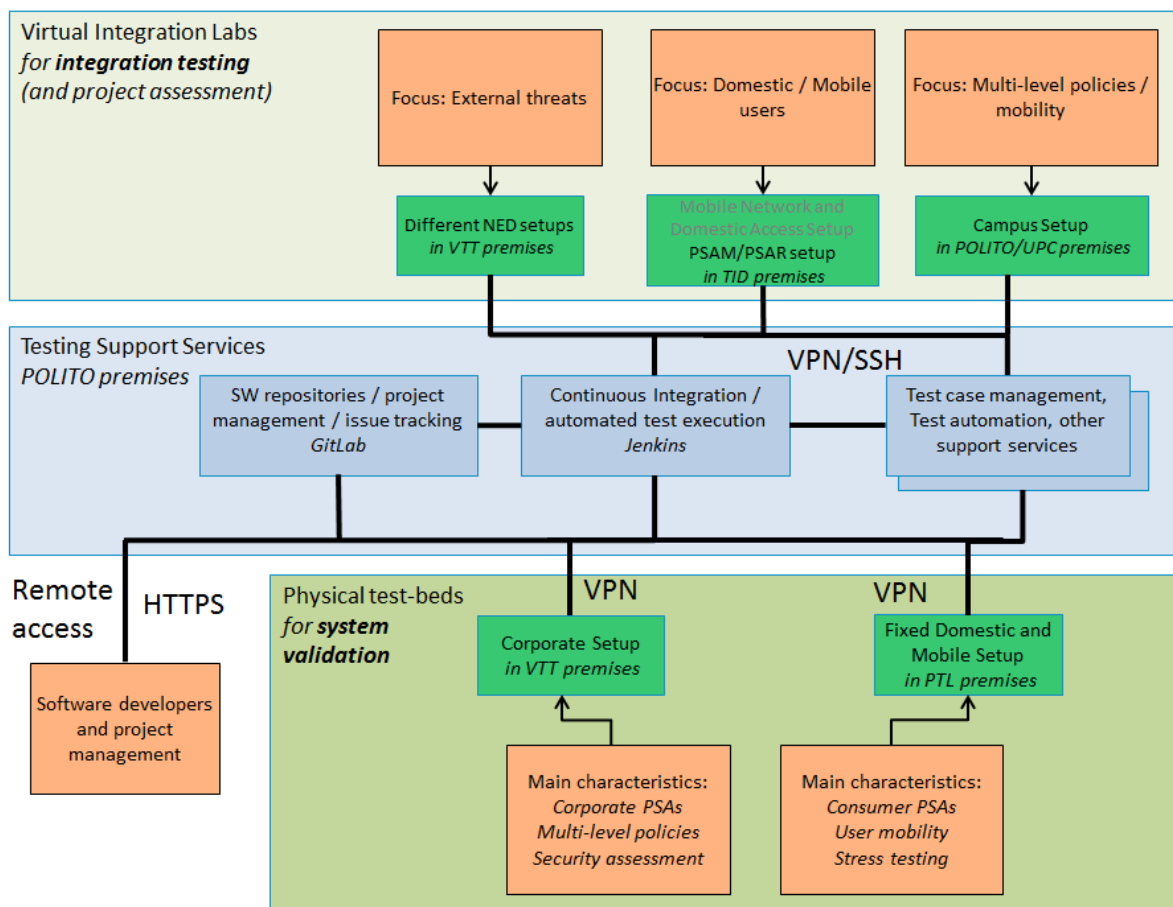 Virtual Integration Labs
for integration testing
(and project assessment)
Focus: External threats
Focus: Domestic / Mobile
users
Focus: Multi-level policies /
mobility
Different NED setups
in VTT premises
Mobile Network and
Domestic Access Setup
PSAM/PSAR setup
in TID premises
Campus Setup
in POLITO/UPC premises
Testing Support Services
POLITO premises
VPN/SSH
SW repositories / project
management / issue tracking
GitLab
Continuous Integration /
automated test execution
Jenkins
Test case management,
Test automation, other
support services
Remote
access
HTTPS
Software developers
and project
management
Physical test-beds
for system
validation
VPN
VPN
Corporate Setup
in VTT premises
Fixed Domestic and
Mobile Setup
in PTL premises
Main characteristics:
Corporate PSAs
Multi-level policies
Security assessment
Main characteristics:
Consumer PSAs
User mobility
Stress testing